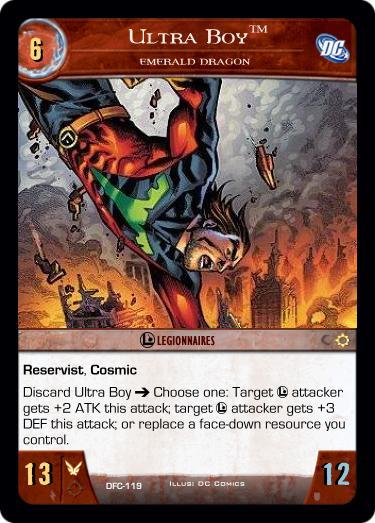 6
ULTRA BOY™
DC
EMERALD DRAGON
LEGIONNAIRES
Reservist, Cosmic
Discard Ultra Boy ➔ Choose one: Target L attacker
gets +2 ATK this attack; target L attacker gets +3
DEF this attack; or replace a face-down resource you
control.
13
DFC-119
ILLUS: DC COMICS
12